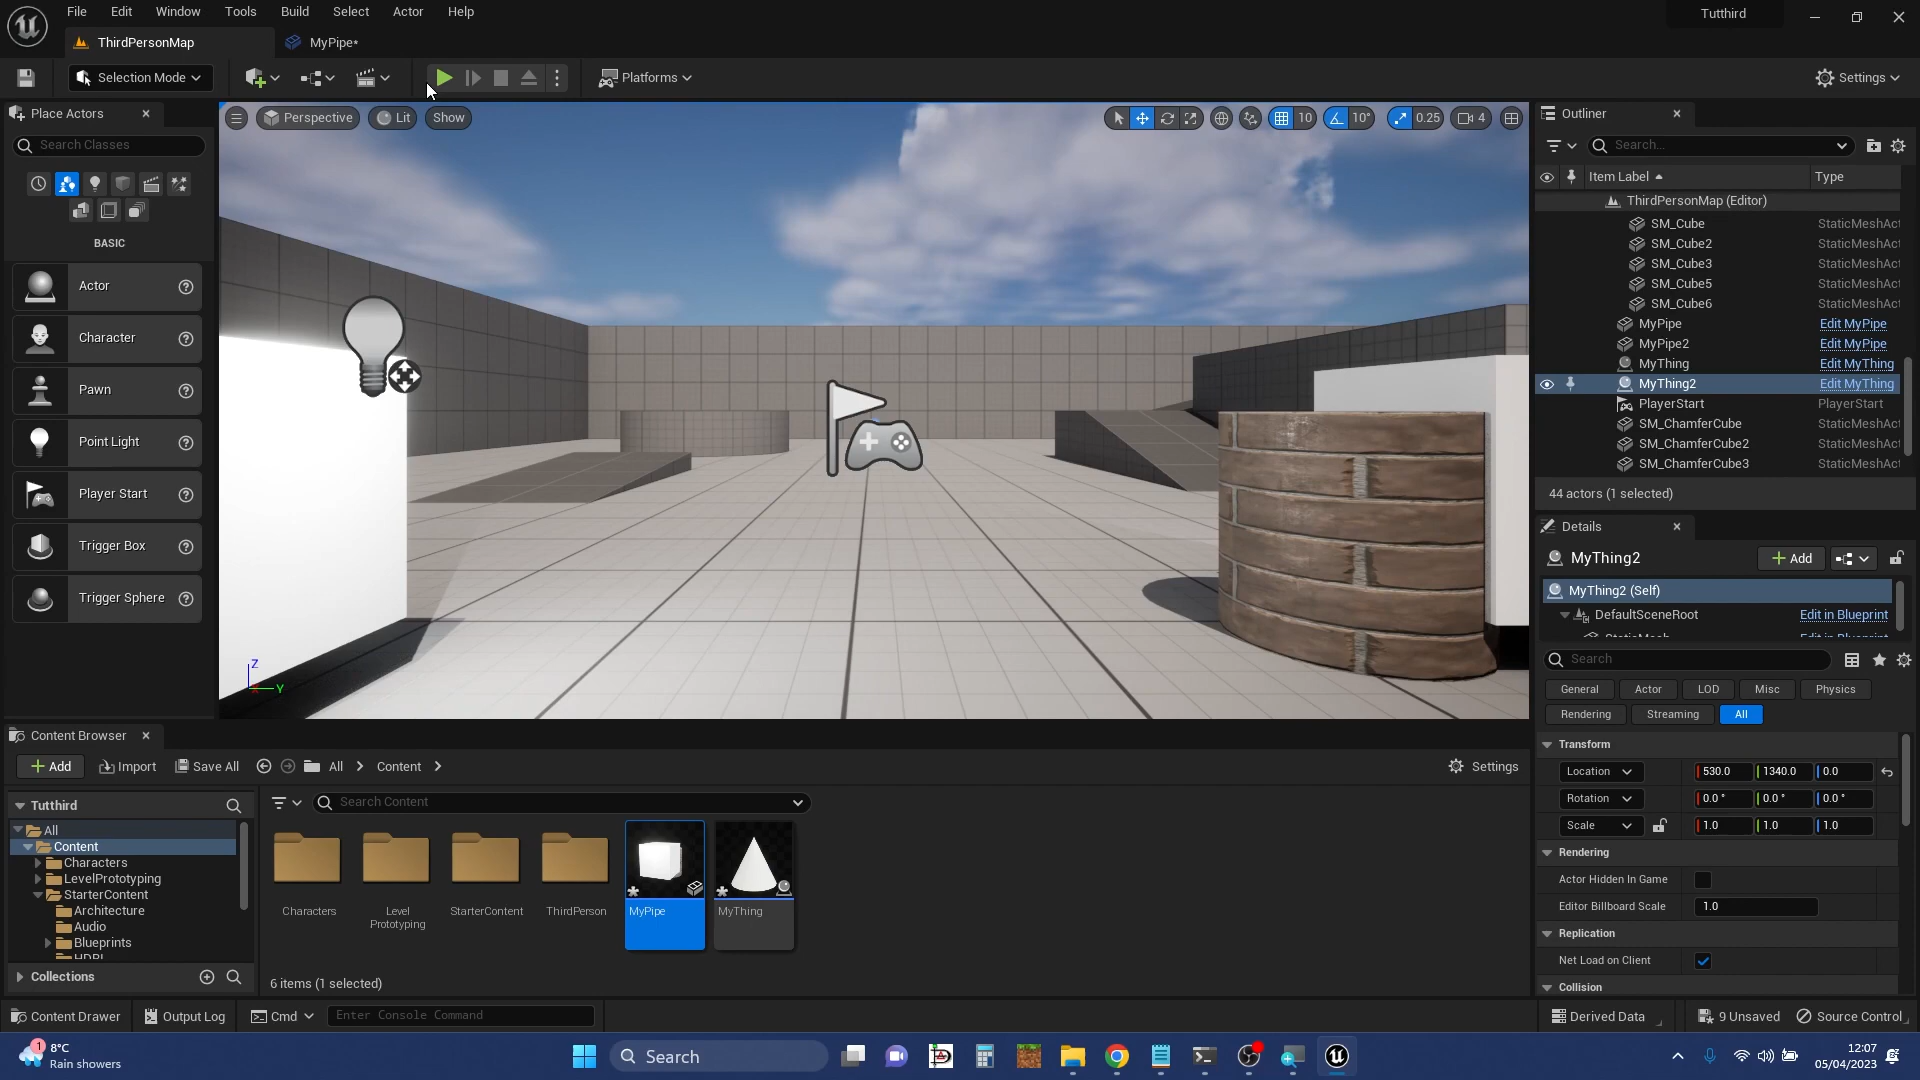 File Edit Window Tools Build Select Actor Help
Tutthird
ThirdPersonMap
MyPipe*
Selection Mode
Platforms
Settings
Place Actors
Search Classes
BASIC
Actor
Character
Pawn
Point Light
Player Start
Trigger Box
Trigger Sphere
Perspective
Lit
Show
10
10°
0.25
4
Z
Y
Outliner
Search...
Item Label
Type
ThirdPersonMap (Editor)
SM_Cube StaticMeshAct
SM_Cube2 StaticMeshAct
SM_Cube3 StaticMeshAct
SM_Cube5 StaticMeshAct
SM_Cube6 StaticMeshAct
MyPipe Edit MyPipe
MyPipe2 Edit MyPipe
MyThing Edit MyThing
MyThing2 Edit MyThing
PlayerStart PlayerStart
SM_ChamferCube StaticMeshAct
SM_ChamferCube2 StaticMeshAct
SM_ChamferCube3 StaticMeshAct
44 actors (1 selected)
Details
MyThing2
Add
MyThing2 (Self)
DefaultSceneRoot Edit in Blueprint
Search
General Actor LOD Misc Physics
Rendering Streaming All
Transform
Location 530.0 1340.0 0.0
Rotation 0.0 ° 0.0 ° 0.0 °
Scale 1.0 1.0 1.0
Rendering
Actor Hidden In Game
Editor Billboard Scale 1.0
Replication
Net Load on Client
Collision
Content Browser
Add Import Save All All Content
Settings
Tutthird
All
Content
Characters
LevelPrototyping
StarterContent
Architecture
Audio
Blueprints
Collections
Search Content
Characters
Level
Prototyping
StarterContent
ThirdPerson
MyPipe
MyThing
6 items (1 selected)
Content Drawer Output Log Cmd Enter Console Command
Derived Data 9 Unsaved Source Control
1
8°C
Rain showers
Search
12:07
05/04/2023